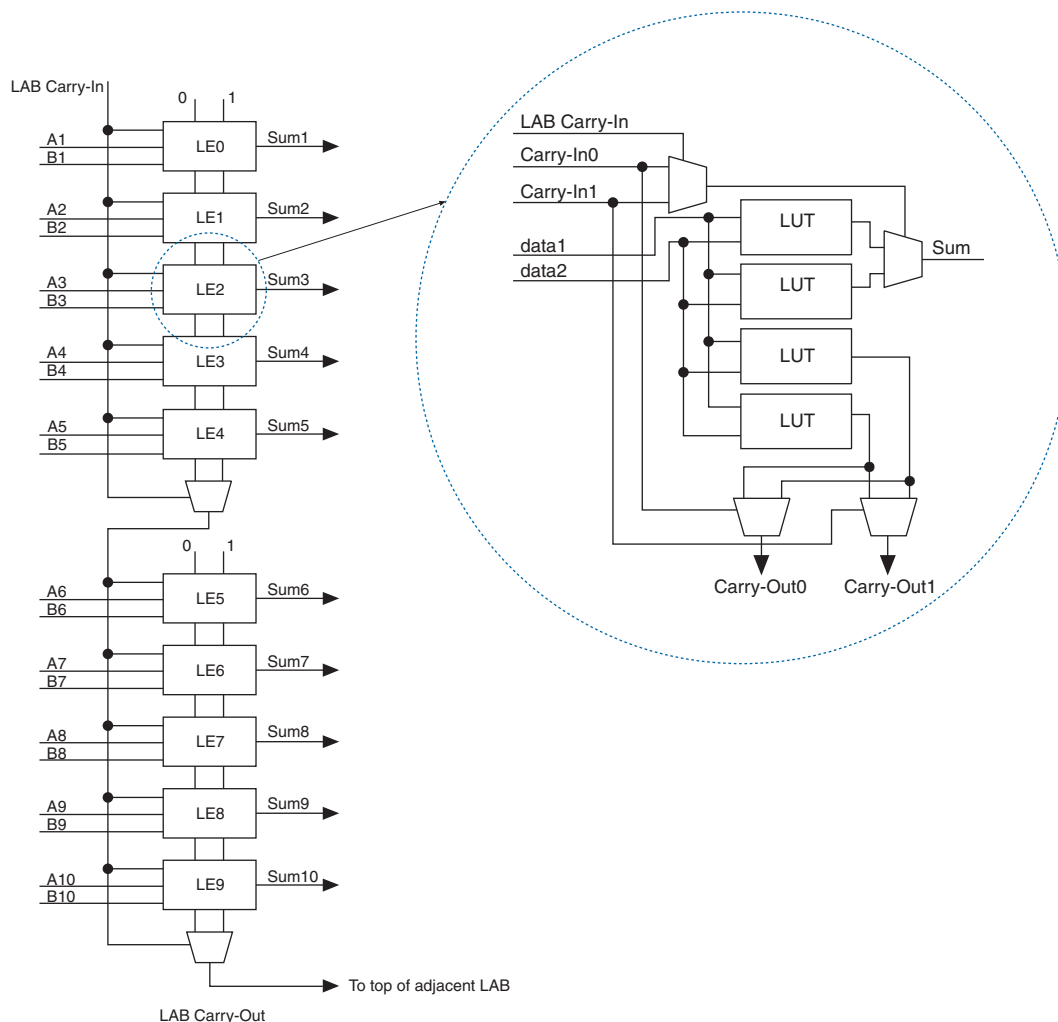 LAB Carry-In
0 1
A1
B1
LE0
Sum1
A2
B2
LE1
Sum2
A3
B3
LE2
Sum3
A4
B4
LE3
Sum4
A5
B5
LE4
Sum5
0 1
A6
B6
LE5
Sum6
A7
B7
LE6
Sum7
A8
B8
LE7
Sum8
A9
B9
LE8
Sum9
A10
B10
LE9
Sum10
To top of adjacent LAB
LAB Carry-Out
LAB Carry-In
Carry-In0
Carry-In1
data1
data2
LUT
LUT
LUT
LUT
Sum
Carry-Out0
Carry-Out1